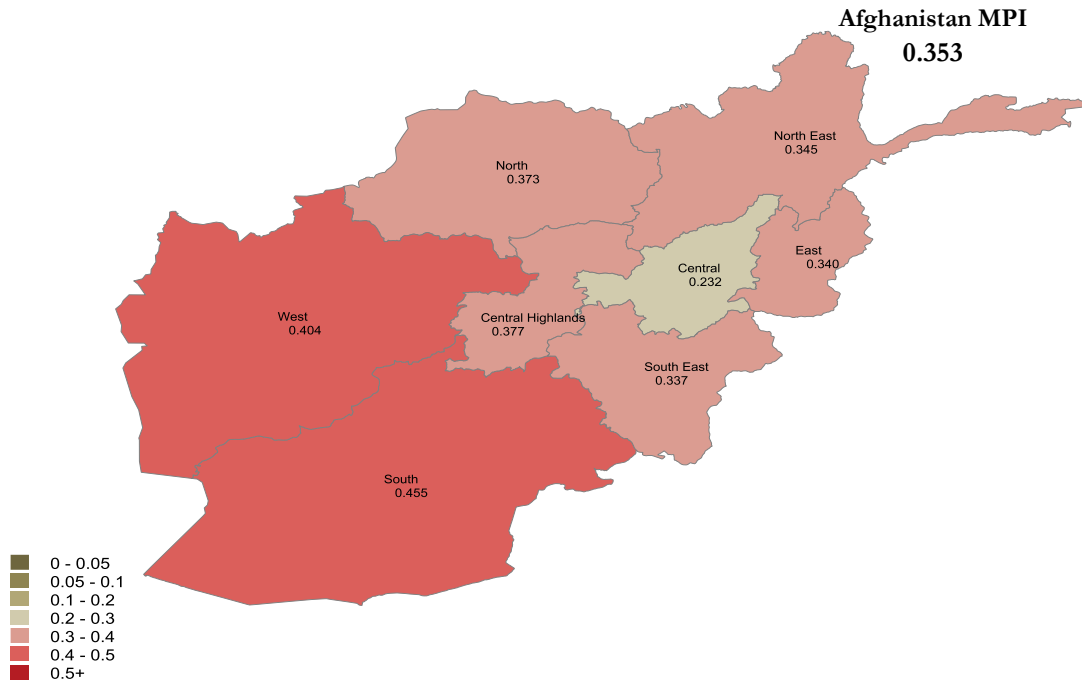 Afghanistan MPI
0.353
North East
0.345
North
0.373
East
0.340
Central
0.232
West
0.404
Central Highlands
0.377
South East
0.337
South
0.455
0 - 0.05
0.05 - 0.1
0.1 - 0.2
0.2 - 0.3
0.3 - 0.4
0.4 - 0.5
0.5+